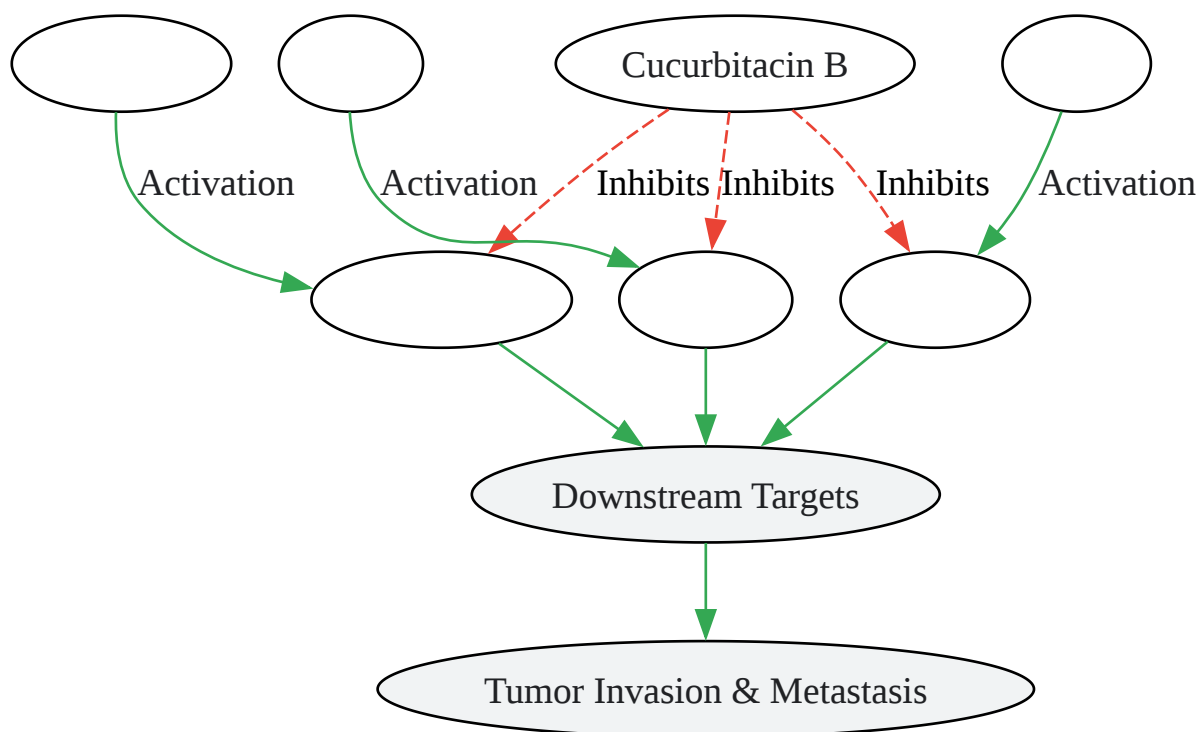 Cucurbitacin B
Activation
Activation
Inhibits
Inhibits
Inhibits
Activation
Downstream Targets
Tumor Invasion & Metastasis